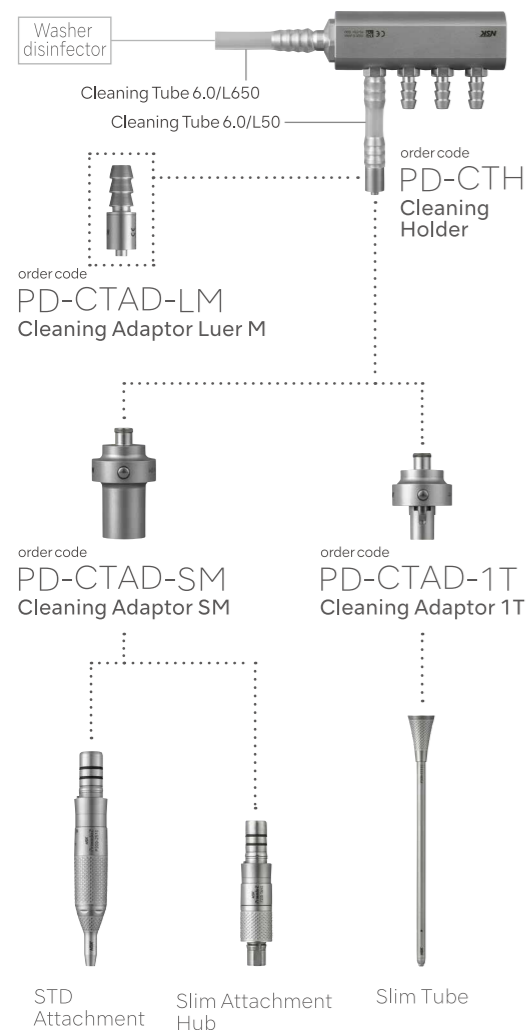 Washer
disinfector
NSK
Cleaning Tube 6.0/L650
Cleaning Tube 6.0/L50
order code
PD-CTH
Cleaning
Holder
order code
PD-CTAD-LM
Cleaning Adaptor Luer M
order code
PD-CTAD-SM
Cleaning Adaptor SM
order code
PD-CTAD-1T
Cleaning Adaptor 1T
STD
Attachment
Slim Attachment
Hub
Slim Tube